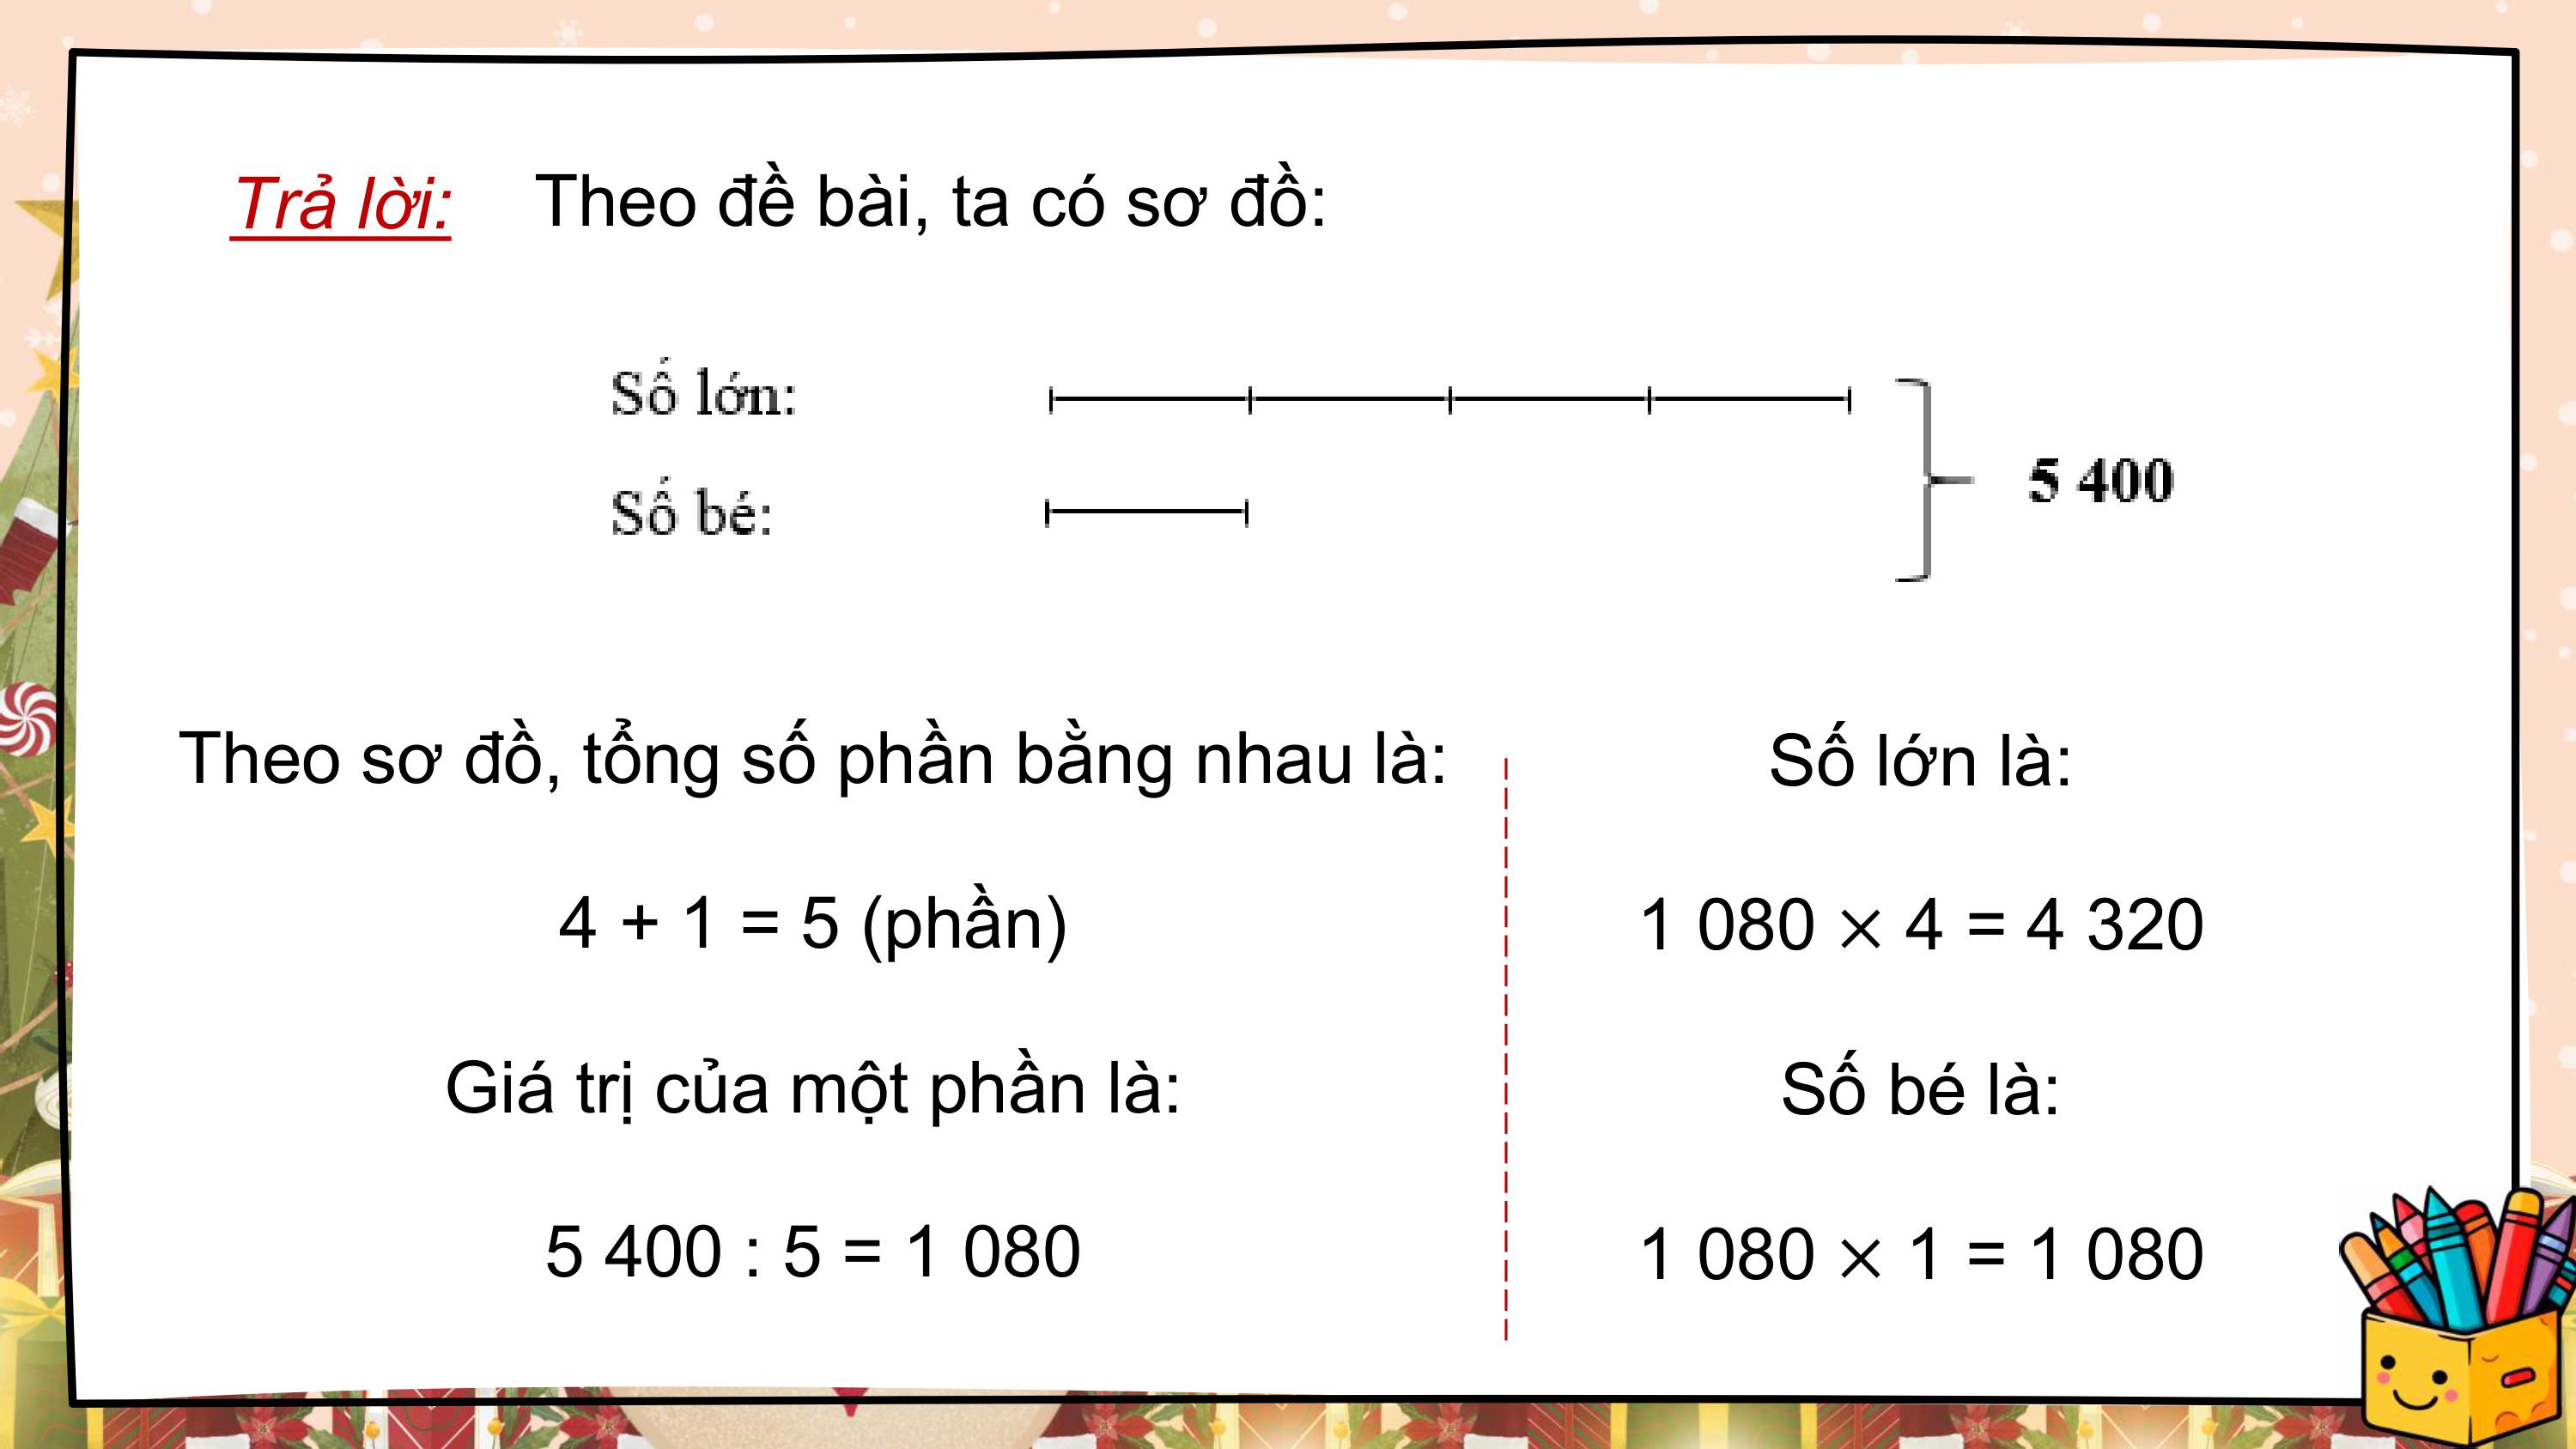 Trả lời: Theo đề bài, ta có sơ đồ:
Số lớn:
5 400
Số bé:
Theo sơ đồ, tổng số phần bằng nhau là:
4 + 1 = 5 (phần)
Giá trị của một phần là:
5 400 : 5 = 1 080
Số lớn là:
1 080 × 4 = 4 320
Số bé là:
1 080 × 1 = 1 080